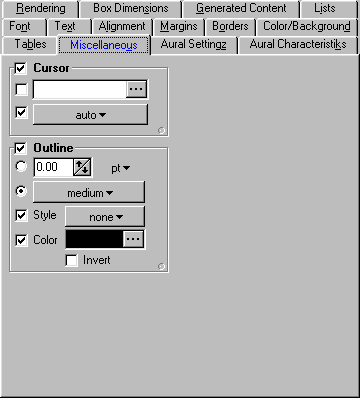 Rendering Box Dimensions Generated Content Lists
Font Text Alignment Margins Borders Color/Background
Tables Miscellaneous Aural Settingz Aural Characteristiks
Cursor
...
auto
Outline
0.00 pt
medium
Style none
Color ...
Invert